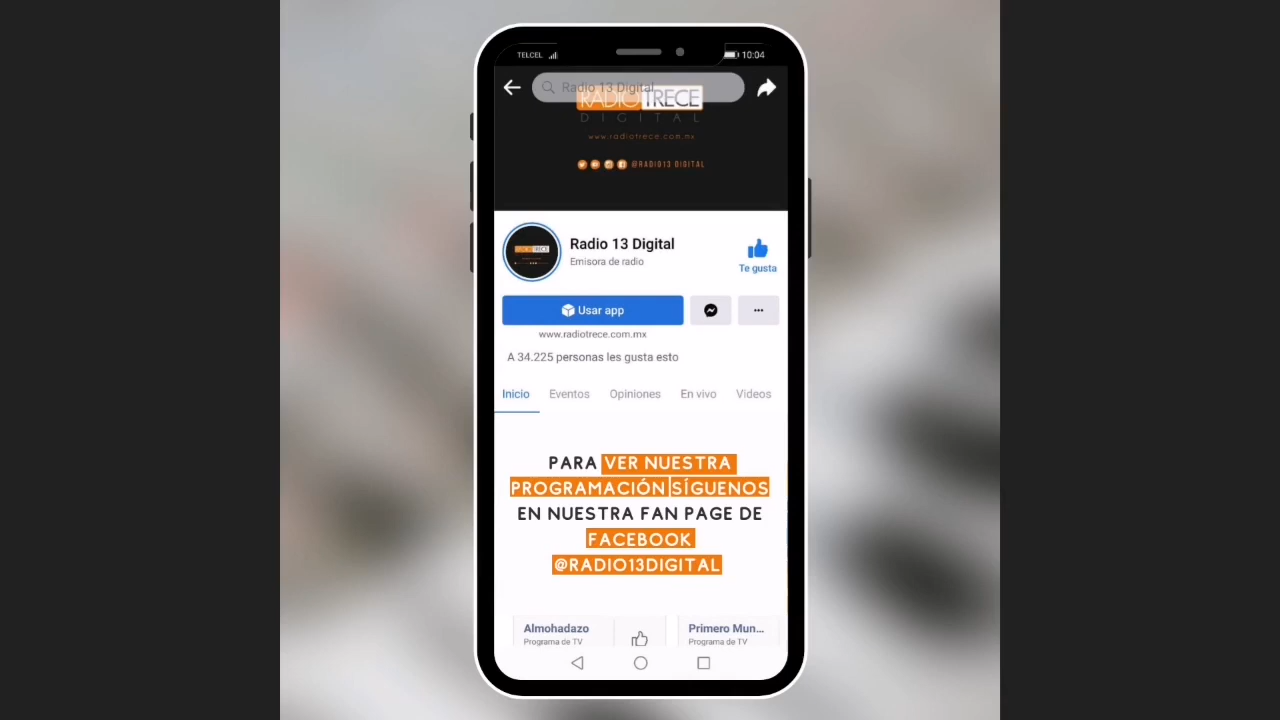 TELCEL 10:04
Radio 13 Digital
RADIO TRECE
DIGITAL
www.radiotrece.com.mx
@RADIO13 DIGITAL
RADIO TRECE
Radio 13 Digital
Emisora de radio
Te gusta
Usar app
www.radiotrece.com.mx
A 34.225 personas les gusta esto
Inicio Eventos Opiniones En vivo Videos
PARA VER NUESTRA
PROGRAMACIÓN SÍGUENOS
EN NUESTRA FAN PAGE DE
FACEBOOK
@RADIO13DIGITAL
Almohadazo Primero Mun...
Programa de TV Programa de TV